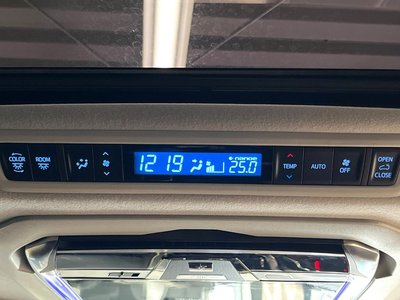 COLOR
ROOM
12 19
nanoe
25.0
TEMP
AUTO
OFF
OPEN
CLOSE